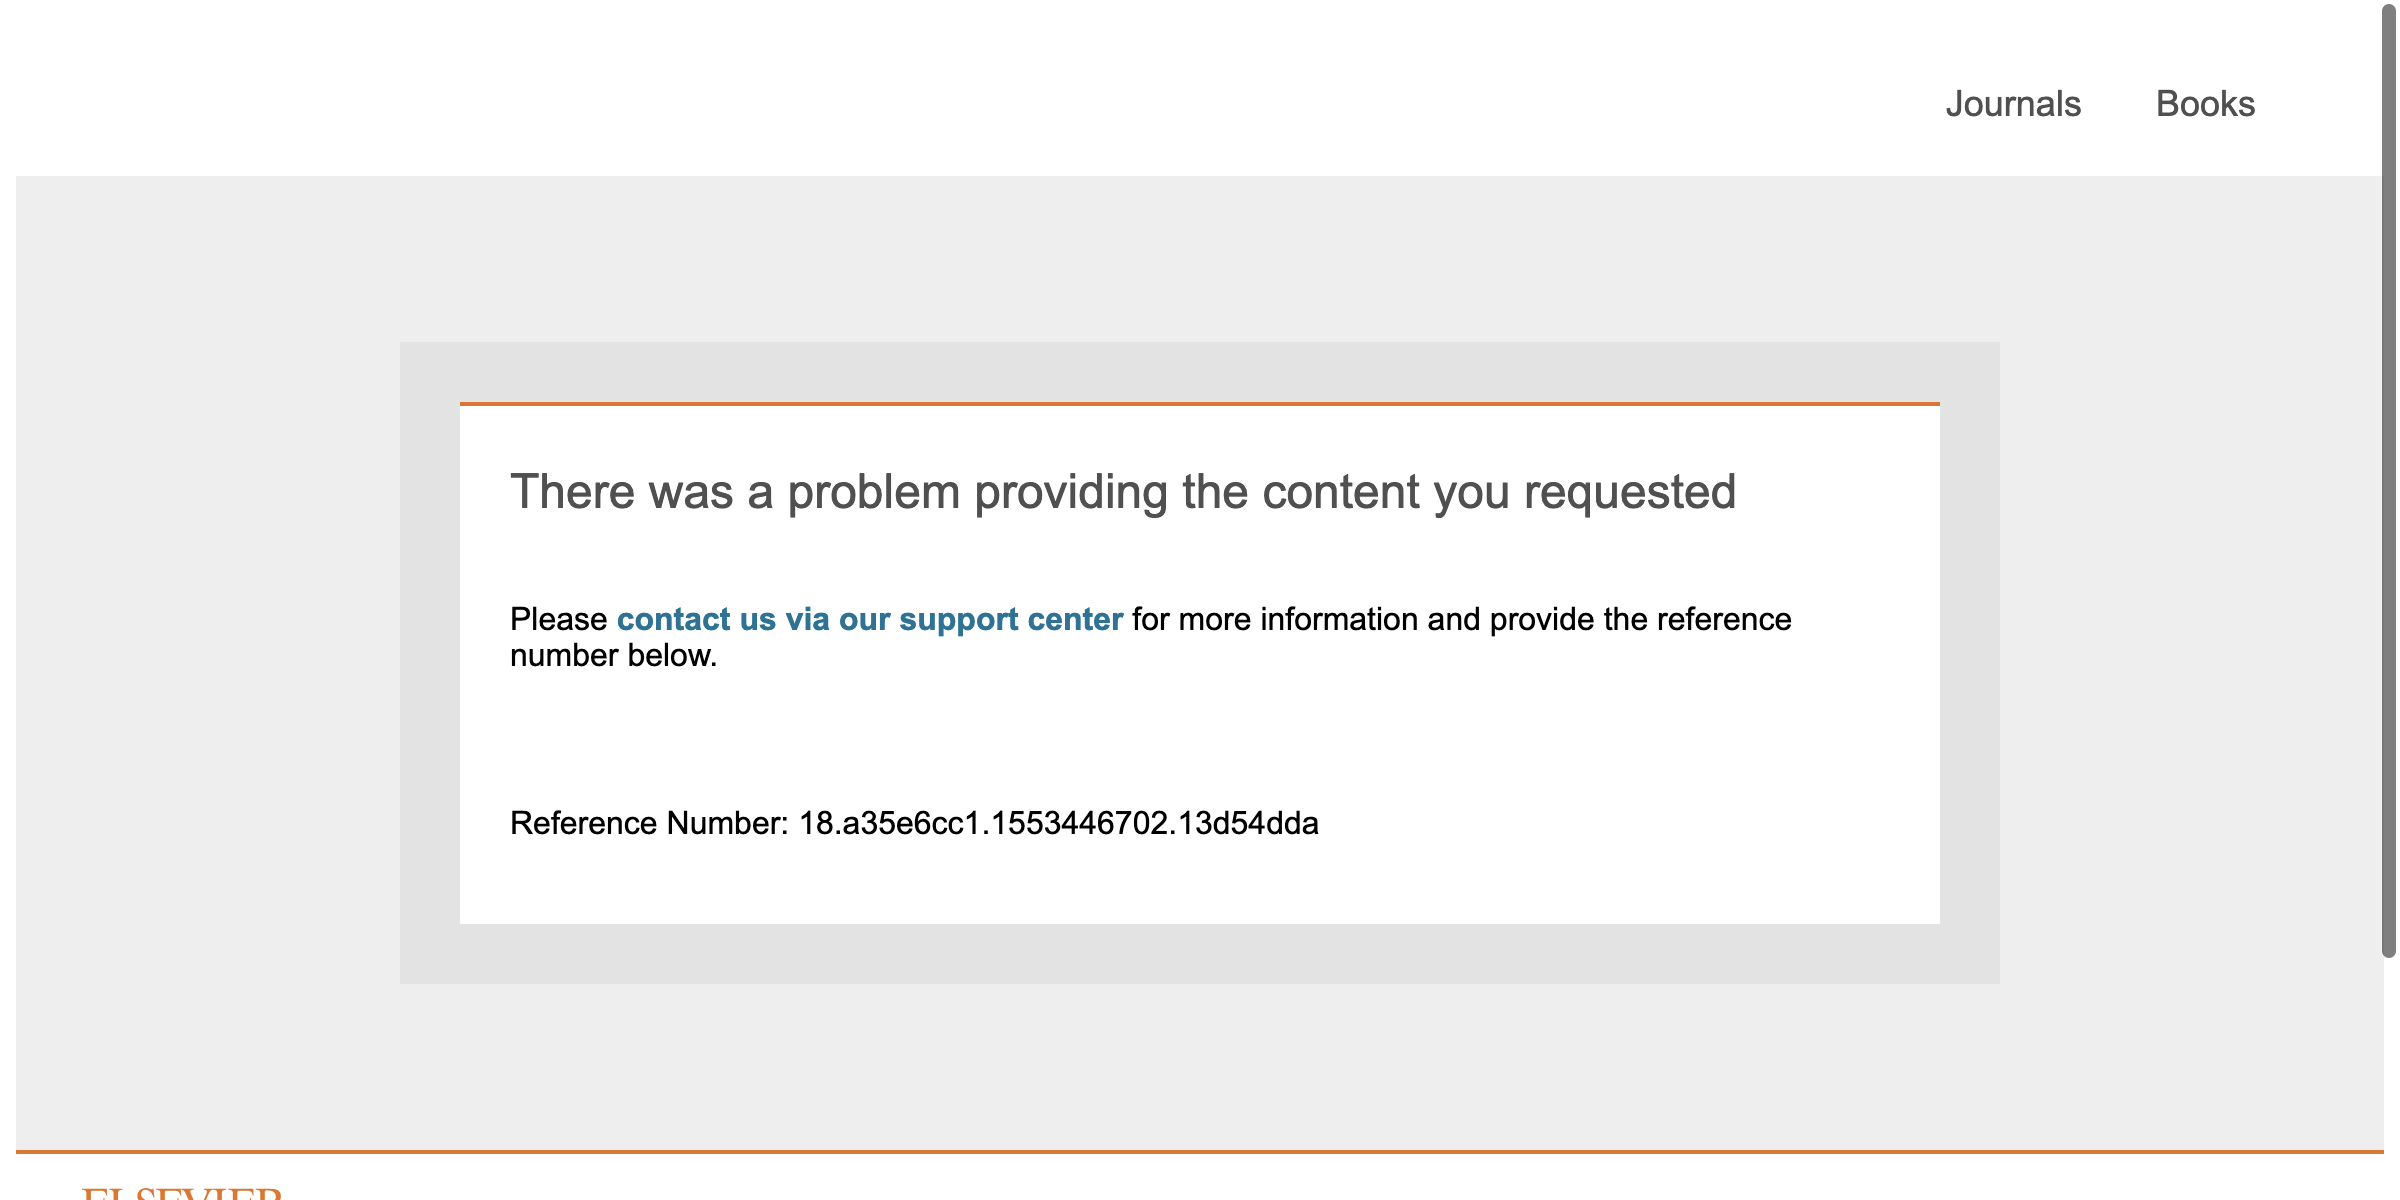 Journals Books
There was a problem providing the content you requested
Please contact us via our support center for more information and provide the reference
number below.
Reference Number: 18.a35e6cc1.1553446702.13d54dda
ELSEVIER